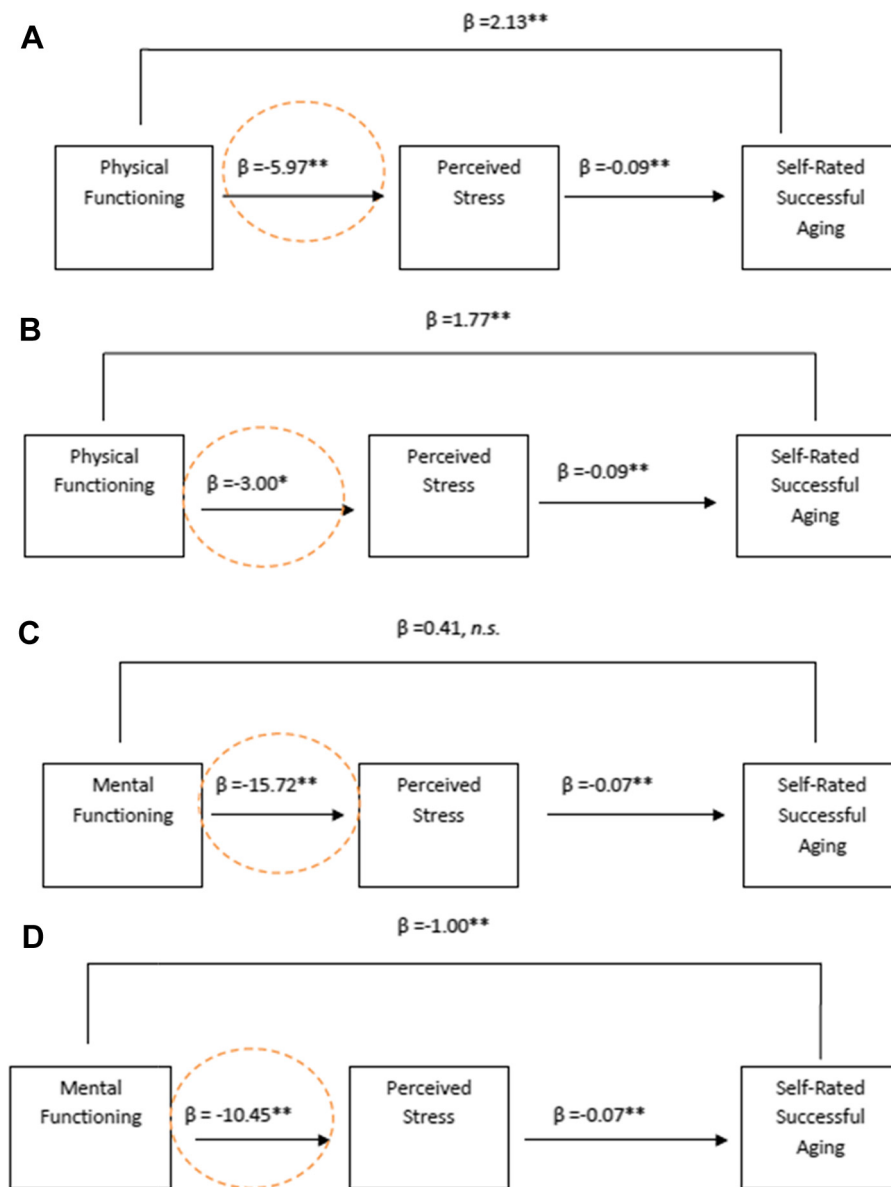 A
β =2.13**
Physical
Functioning
β =-5.97**
Perceived
Stress
β =-0.09**
Self-Rated
Successful
Aging
B
β =1.77**
Physical
Functioning
β =-3.00*
Perceived
Stress
β =-0.09**
Self-Rated
Successful
Aging
C
β =0.41, n.s.
Mental
Functioning
β =-15.72**
Perceived
Stress
β =-0.07**
Self-Rated
Successful
Aging
D
β =-1.00**
Mental
Functioning
β = -10.45**
Perceived
Stress
β =-0.07**
Self-Rated
Successful
Aging